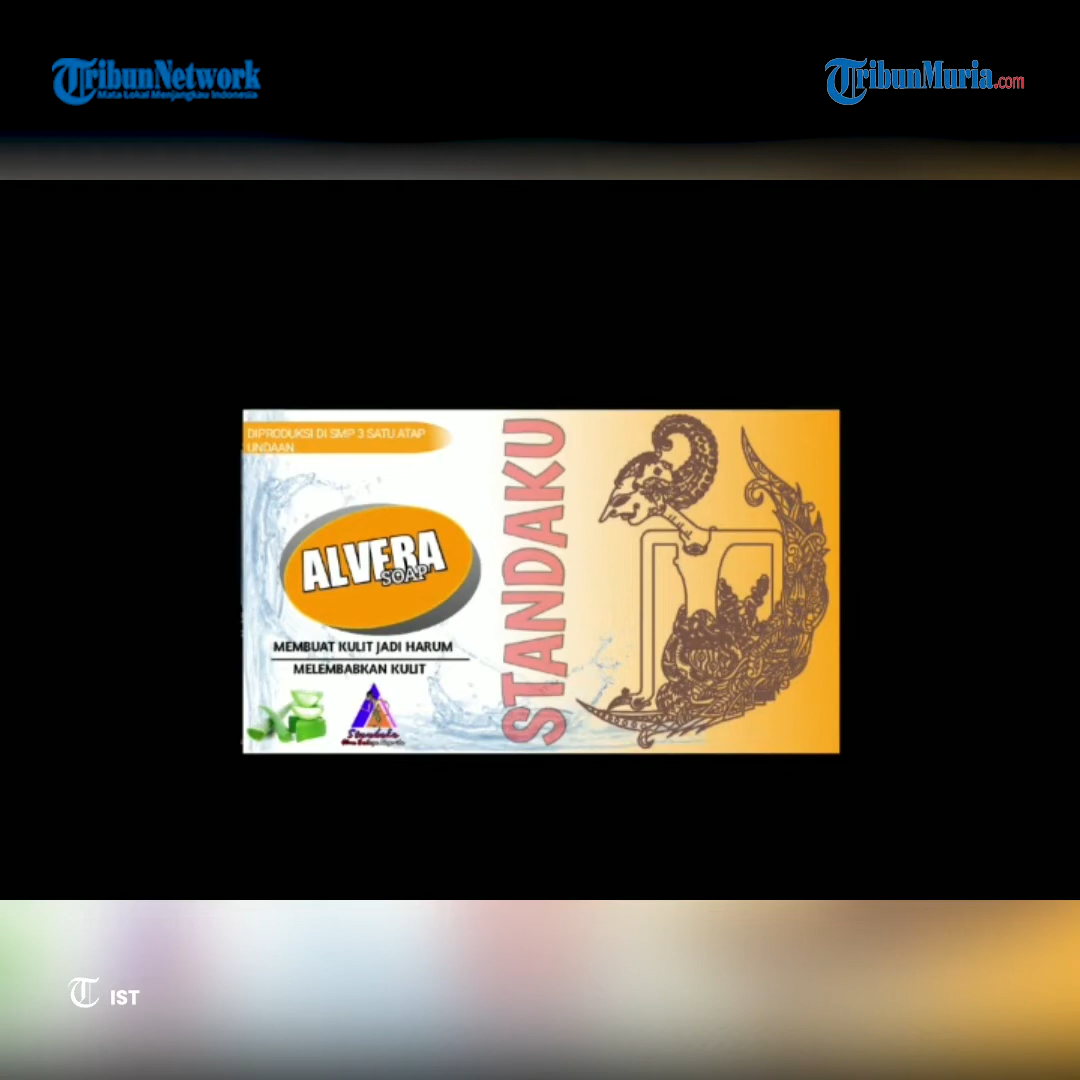 TribunNetwork
Mata Lokal Menjangkau Indonesia
TribunMuria.com
DIPRODUKSI DI SMP 3 SATU ATAP
UNDAAN
ALVERA
SOAP
MEMBUAT KULIT JADI HARUM
MELEMBABKAN KULIT
STANDAKU
T IST